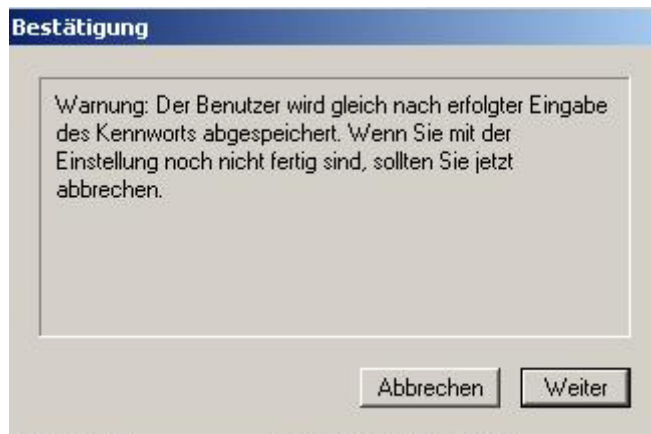 Bestätigung
Warnung: Der Benutzer wird gleich nach erfolgter Eingabe
des Kennworts abgespeichert. Wenn Sie mit der
Einstellung noch nicht fertig sind, sollten Sie jetzt
abbrechen.
Abbrechen
Weiter